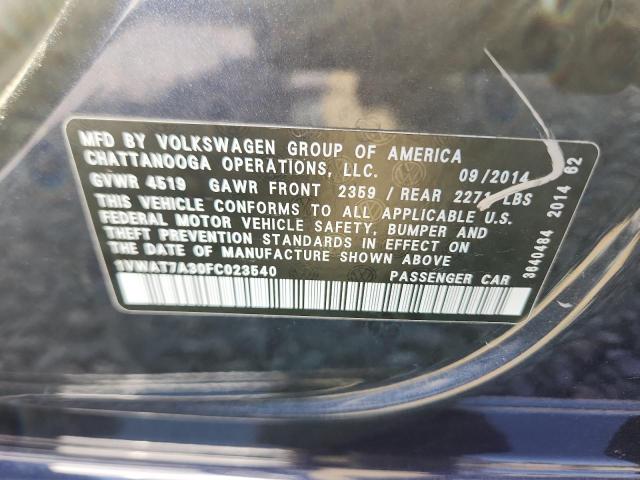 MFD BY VOLKSWAGEN GROUP OF AMERICA
CHATTANOOGA OPERATIONS, LLC. 09/2014
GVWR 4519 GAWR FRONT 2359 / REAR 2271 LBS
THIS VEHICLE CONFORMS TO ALL APPLICABLE U.S.
FEDERAL MOTOR VEHICLE SAFETY, BUMPER AND
THEFT PREVENTION STANDARDS IN EFFECT ON
THE DATE OF MANUFACTURE SHOWN ABOVE
1VWAT7A30FC023540 PASSENGER CAR
3640484 2014 62